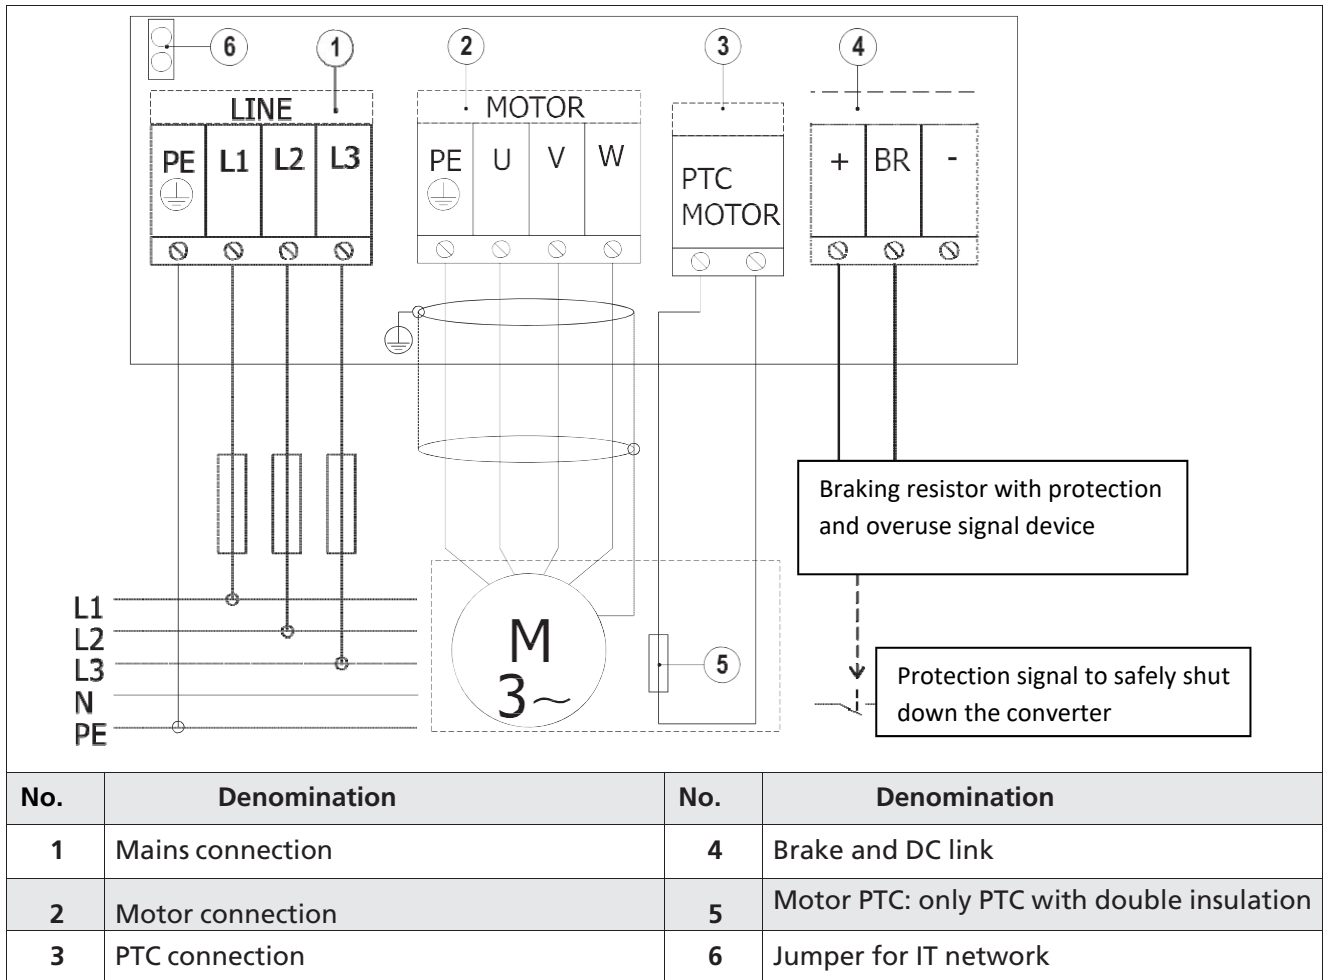 6
1
2
3
4
LINE
MOTOR
PE L1 L2 L3
PE U V W
PTC
MOTOR
+ BR -
Braking resistor with protection
and overuse signal device
L1
L2
L3
N
PE
M
3~
5
Protection signal to safely shut
down the converter
No. Denomination No. Denomination
1 Mains connection 4 Brake and DC link
2 Motor connection 5 Motor PTC: only PTC with double insulation
3 PTC connection 6 Jumper for IT network